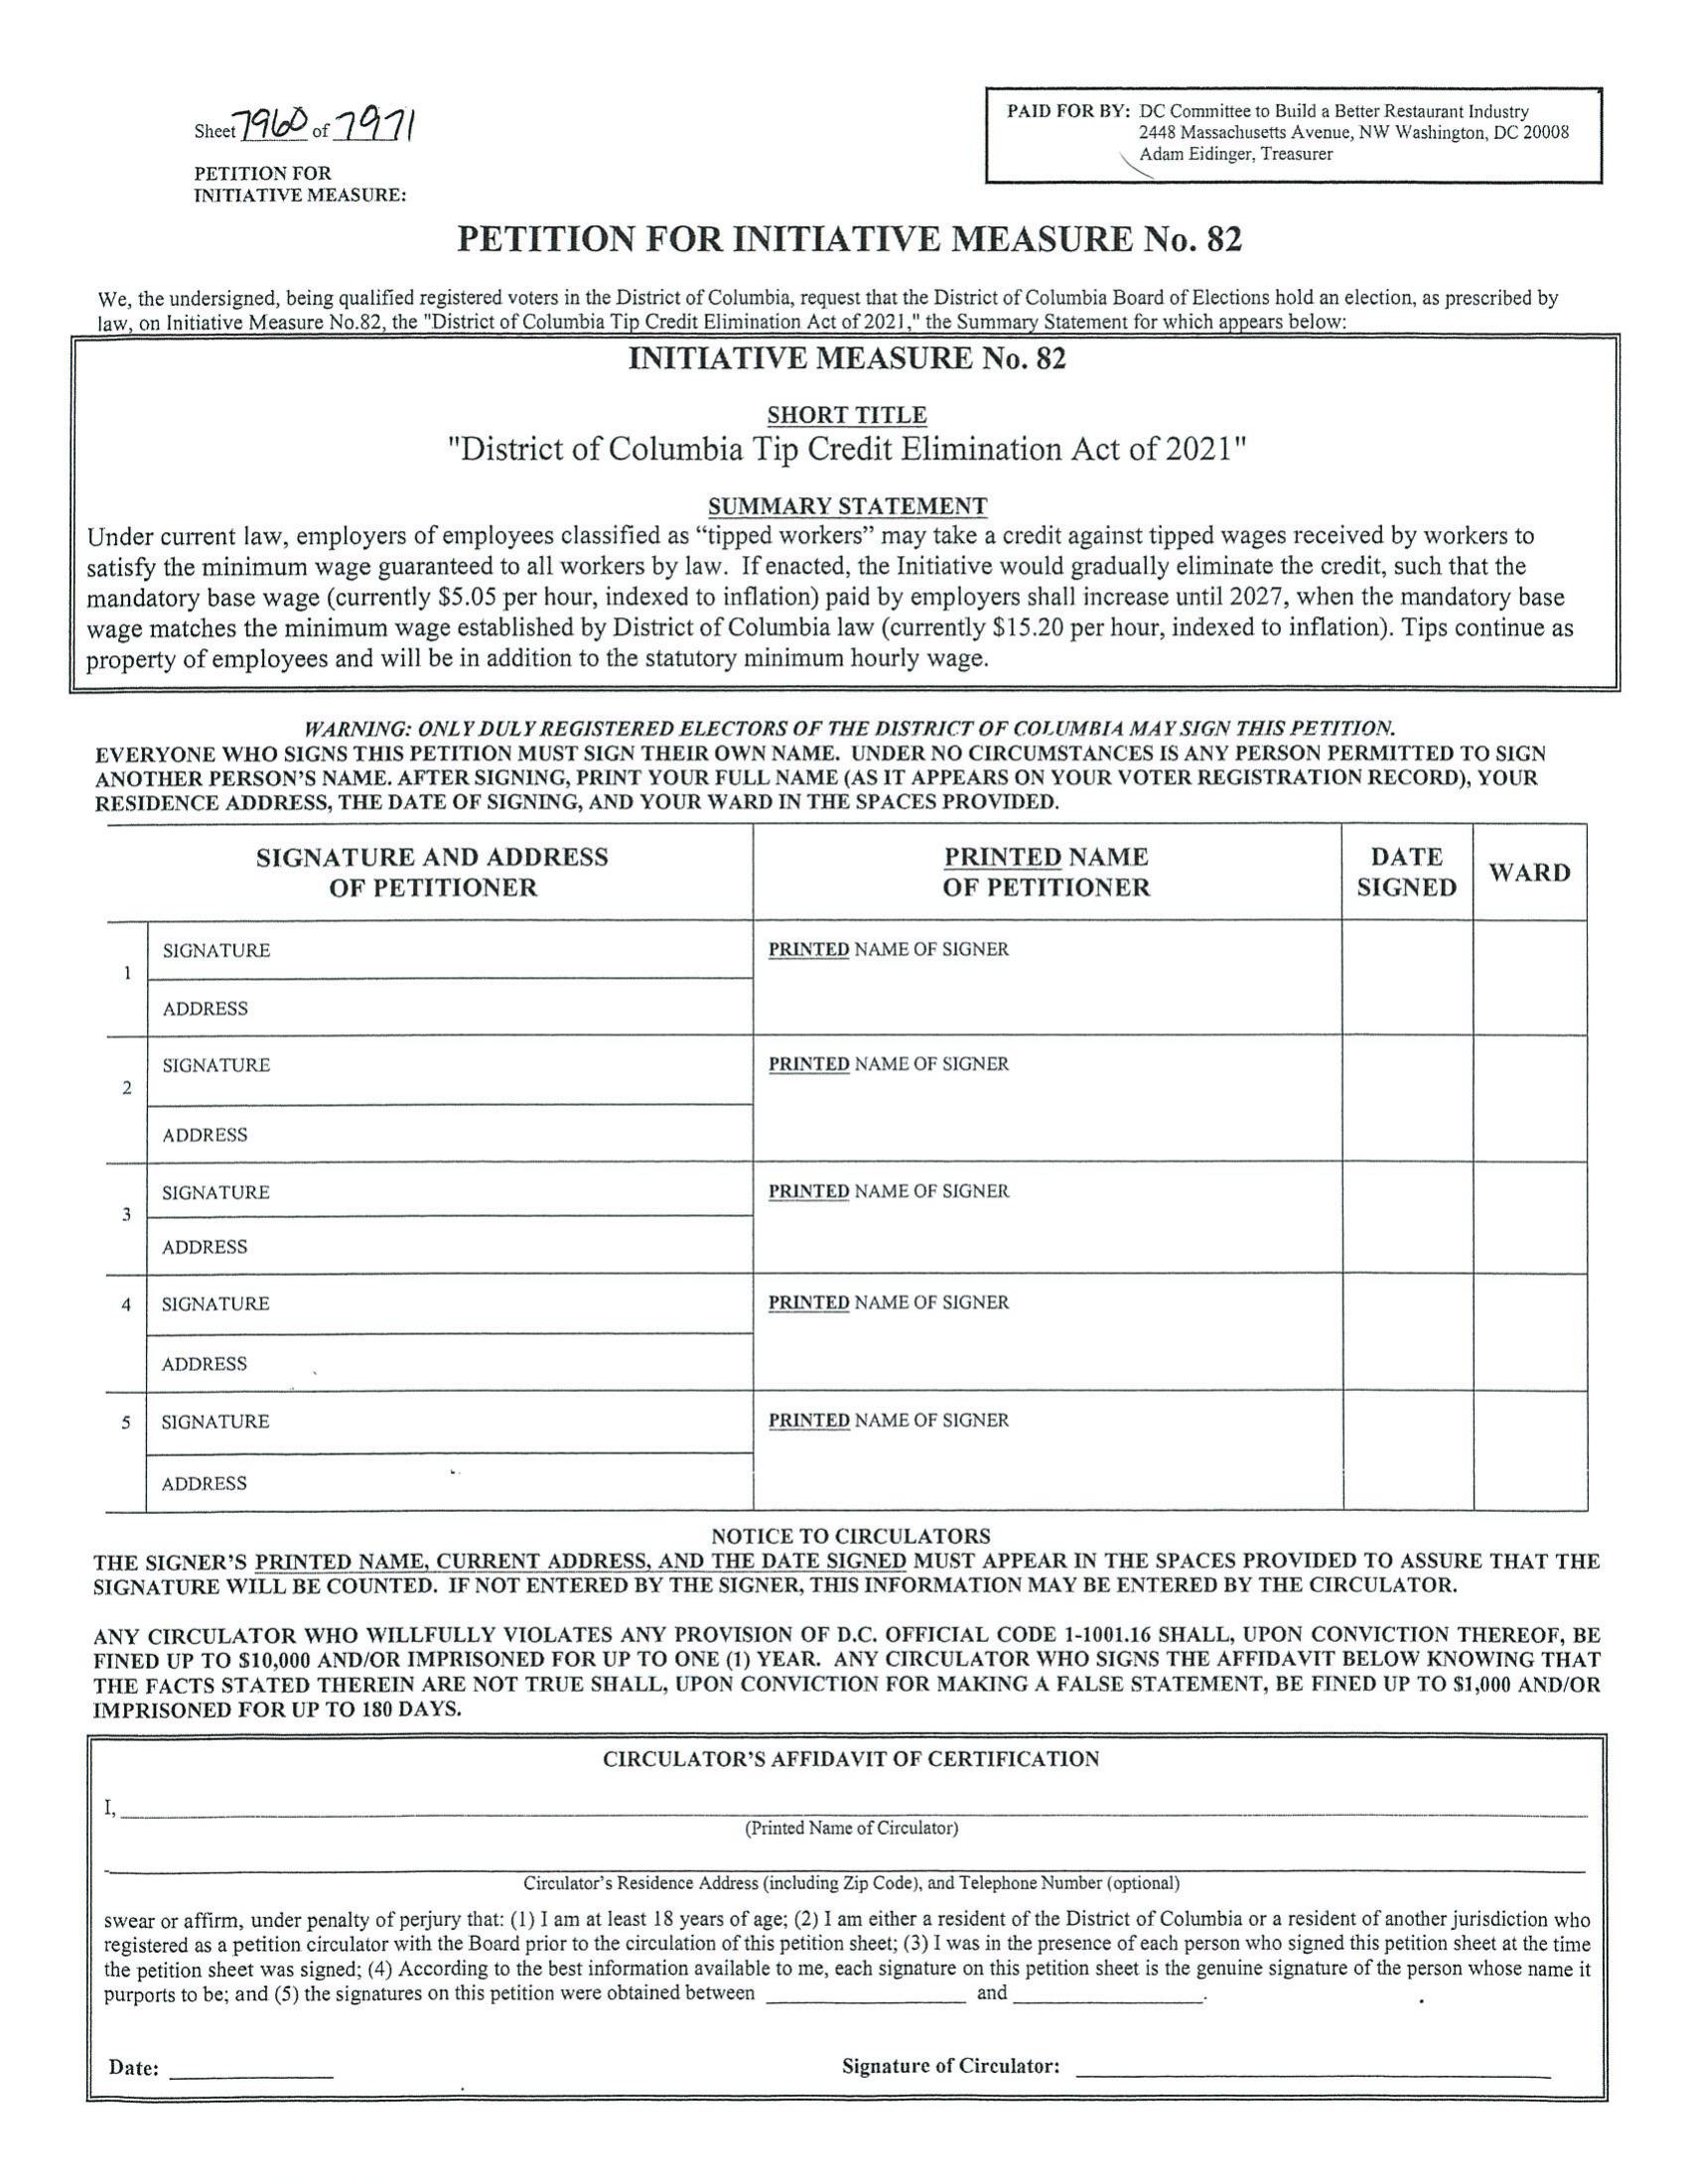 Sheet 7960 of 7971
PAID FOR BY: DC Committee to Build a Better Restaurant Industry
2448 Massachusetts Avenue, NW Washington, DC 20008
Adam Eidinger, Treasurer
PETITION FOR
INITIATIVE MEASURE:
PETITION FOR INITIATIVE MEASURE No. 82
We, the undersigned, being qualified registered voters in the District of Columbia, request that the District of Columbia Board of Elections hold an election, as prescribed by
law, on Initiative Measure No.82, the "District of Columbia Tip Credit Elimination Act of 2021," the Summary Statement for which appears below:
INITIATIVE MEASURE No. 82
SHORT TITLE
"District of Columbia Tip Credit Elimination Act of 2021"
SUMMARY STATEMENT
Under current law, employers of employees classified as “tipped workers” may take a credit against tipped wages received by workers to
satisfy the minimum wage guaranteed to all workers by law. If enacted, the Initiative would gradually eliminate the credit, such that the
mandatory base wage (currently $5.05 per hour, indexed to inflation) paid by employers shall increase until 2027, when the mandatory base
wage matches the minimum wage established by District of Columbia law (currently $15.20 per hour, indexed to inflation). Tips continue as
property of employees and will be in addition to the statutory minimum hourly wage.
WARNING: ONLY DULY REGISTERED ELECTORS OF THE DISTRICT OF COLUMBIA MAY SIGN THIS PETITION.
EVERYONE WHO SIGNS THIS PETITION MUST SIGN THEIR OWN NAME. UNDER NO CIRCUMSTANCES IS ANY PERSON PERMITTED TO SIGN
ANOTHER PERSON’S NAME. AFTER SIGNING, PRINT YOUR FULL NAME (AS IT APPEARS ON YOUR VOTER REGISTRATION RECORD), YOUR
RESIDENCE ADDRESS, THE DATE OF SIGNING, AND YOUR WARD IN THE SPACES PROVIDED.
SIGNATURE AND ADDRESS
OF PETITIONER
PRINTED NAME
OF PETITIONER
DATE
SIGNED
WARD
1
SIGNATURE
PRINTED NAME OF SIGNER
ADDRESS
2
SIGNATURE
PRINTED NAME OF SIGNER
ADDRESS
3
SIGNATURE
PRINTED NAME OF SIGNER
ADDRESS
4
SIGNATURE
PRINTED NAME OF SIGNER
ADDRESS
5
SIGNATURE
PRINTED NAME OF SIGNER
ADDRESS
NOTICE TO CIRCULATORS
THE SIGNER’S PRINTED NAME, CURRENT ADDRESS, AND THE DATE SIGNED MUST APPEAR IN THE SPACES PROVIDED TO ASSURE THAT THE
SIGNATURE WILL BE COUNTED. IF NOT ENTERED BY THE SIGNER, THIS INFORMATION MAY BE ENTERED BY THE CIRCULATOR.
ANY CIRCULATOR WHO WILLFULLY VIOLATES ANY PROVISION OF D.C. OFFICIAL CODE 1-1001.16 SHALL, UPON CONVICTION THEREOF, BE
FINED UP TO $10,000 AND/OR IMPRISONED FOR UP TO ONE (1) YEAR. ANY CIRCULATOR WHO SIGNS THE AFFIDAVIT BELOW KNOWING THAT
THE FACTS STATED THEREIN ARE NOT TRUE SHALL, UPON CONVICTION FOR MAKING A FALSE STATEMENT, BE FINED UP TO $1,000 AND/OR
IMPRISONED FOR UP TO 180 DAYS.
CIRCULATOR’S AFFIDAVIT OF CERTIFICATION
I,
(Printed Name of Circulator)
Circulator’s Residence Address (including Zip Code), and Telephone Number (optional)
swear or affirm, under penalty of perjury that: (1) I am at least 18 years of age; (2) I am either a resident of the District of Columbia or a resident of another jurisdiction who
registered as a petition circulator with the Board prior to the circulation of this petition sheet; (3) I was in the presence of each person who signed this petition sheet at the time
the petition sheet was signed; (4) According to the best information available to me, each signature on this petition sheet is the genuine signature of the person whose name it
purports to be; and (5) the signatures on this petition were obtained between ____ and ____.
Date: ____ Signature of Circulator: ____